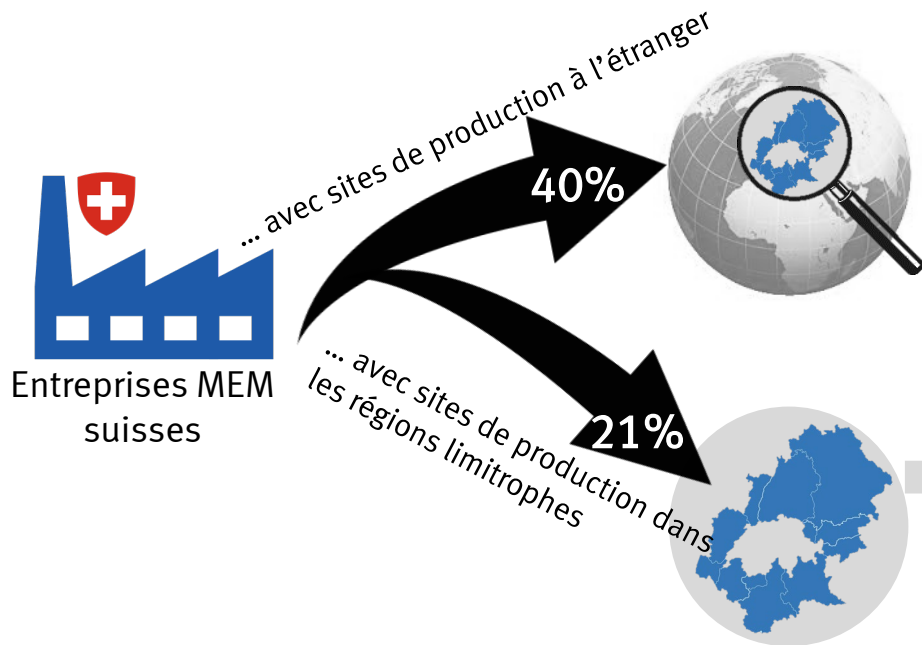 ... avec sites de production à l’étranger
40%
Entreprises MEM
suisses
... avec sites de production dans
les régions limitrophes
21%